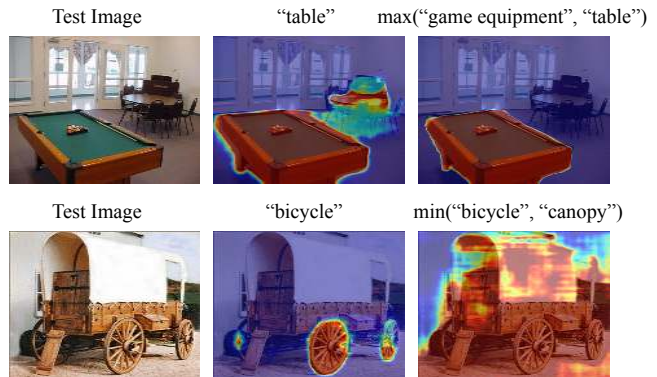 Test Image “table” max(“game equipment”, “table”)
Test Image “bicycle” min(“bicycle”, “canopy”)